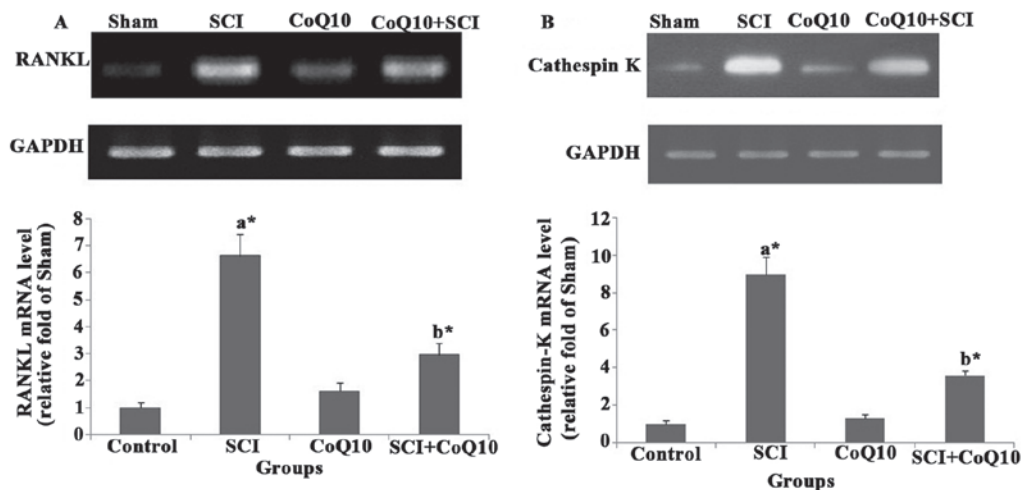 A Sham SCI CoQ10 CoQ10+SCI
RANKL
GAPDH
RANKL mRNA level
(relative fold of Sham)
8
7
6
5
4
3
2
1
0
a*
b*
Control SCI CoQ10 SCI+CoQ10
Groups
B Sham SCI CoQ10 CoQ10+SCI
Cathespin K
GAPDH
Cathespin-K mRNA level
(relative fold of Sham)
12
10
8
6
4
2
0
a*
b*
Control SCI CoQ10 SCI+CoQ10
Groups